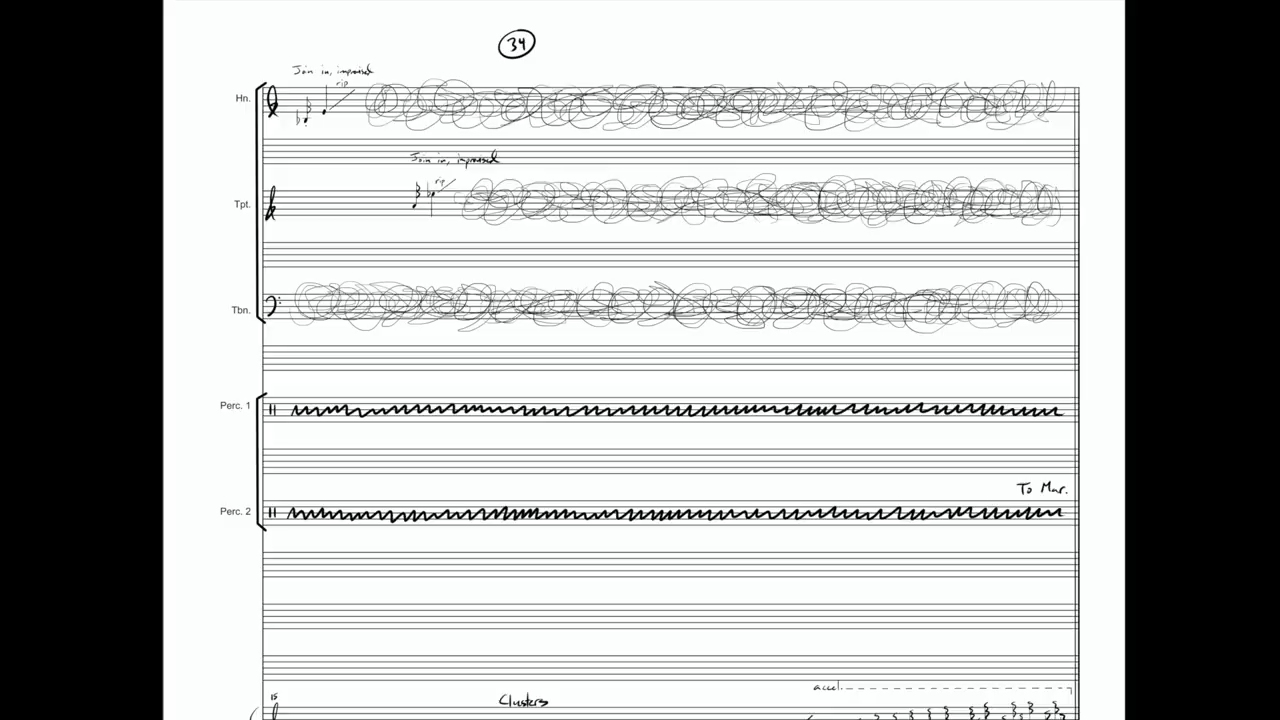 34
Join in, improvised
rip
Hn.
Join in, improvised
rip
Tpt.
Tbn.
Perc. 1
To Mar.
Perc. 2
accel.
15
Clusters